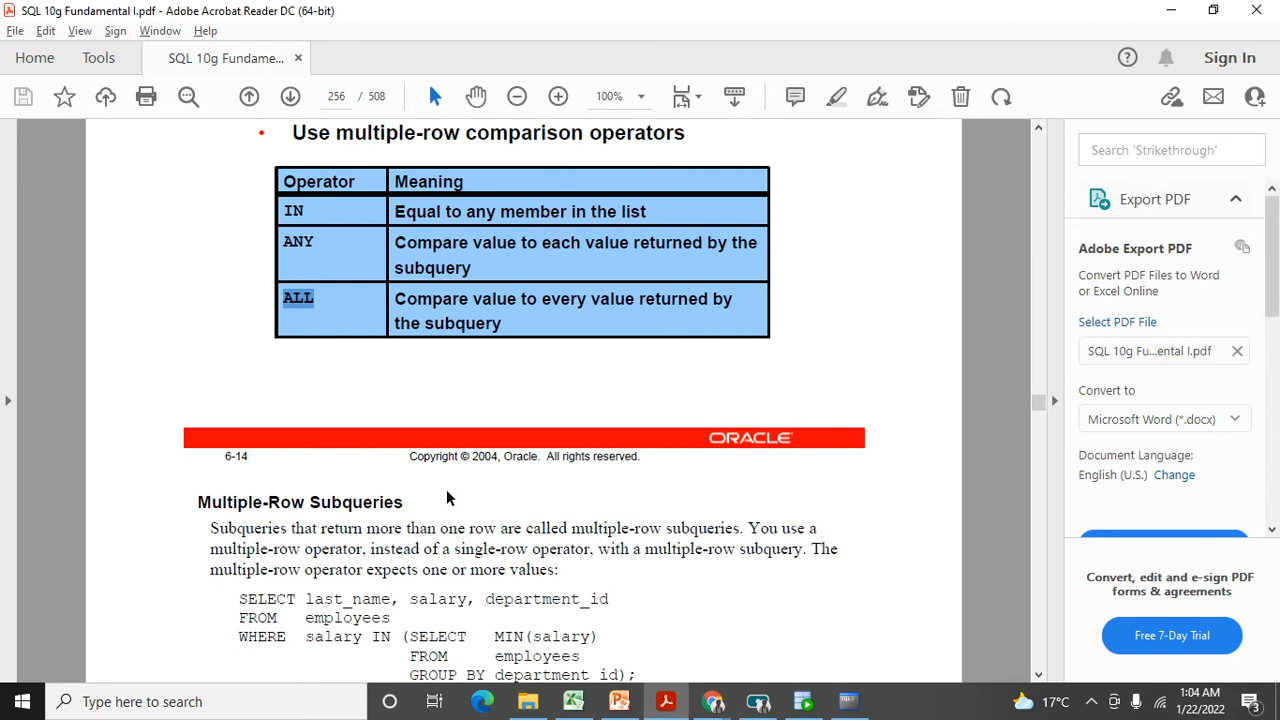 SQL 10g Fundamental I.pdf - Adobe Acrobat Reader DC (64-bit)
File Edit View Sign Window Help
Home Tools SQL 10g Fundame... ×
Sign In
256 / 508
100%
• Use multiple-row comparison operators
Operator Meaning
IN Equal to any member in the list
ANY Compare value to each value returned by the
subquery
ALL Compare value to every value returned by
the subquery
ORACLE
6-14 Copyright © 2004, Oracle. All rights reserved.
Multiple-Row Subqueries
Subqueries that return more than one row are called multiple-row subqueries. You use a
multiple-row operator, instead of a single-row operator, with a multiple-row subquery. The
multiple-row operator expects one or more values:
SELECT last_name, salary, department_id
FROM employees
WHERE salary IN (SELECT MIN(salary)
FROM employees
GROUP BY department_id);
Search 'Strikethrough'
Export PDF
Adobe Export PDF
Convert PDF Files to Word
or Excel Online
Select PDF File
SQL 10g Fu...ental I.pdf
Convert to
Microsoft Word (*.docx)
Document Language:
English (U.S.) Change
Convert, edit and e-sign PDF
forms & agreements
Free 7-Day Trial
Type here to search
17°C
1:04 AM
1/22/2022
3